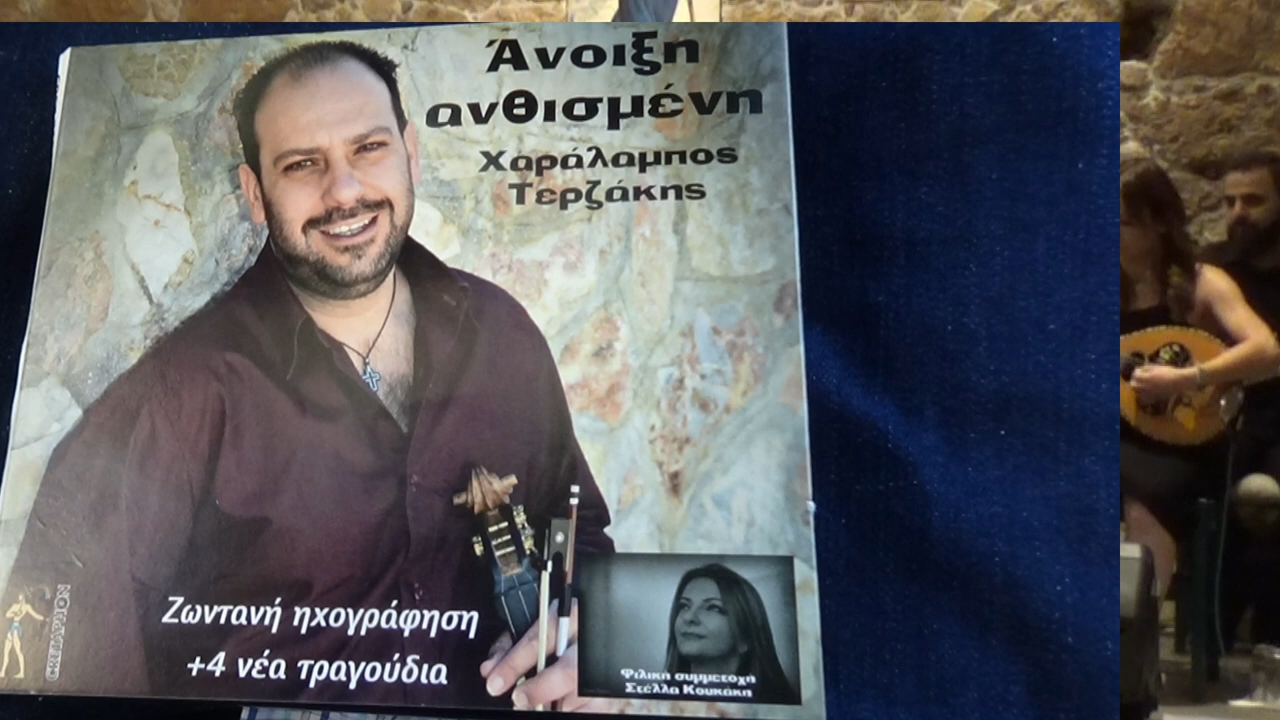 Άνοιξη
ανθισμένη
Χαράλαμπος
Τερζάκης
Ζωντανή ηχογράφηση
+4 νέα τραγούδια
Φιλική συμμετοχή
Στέλλα Κουκάκη